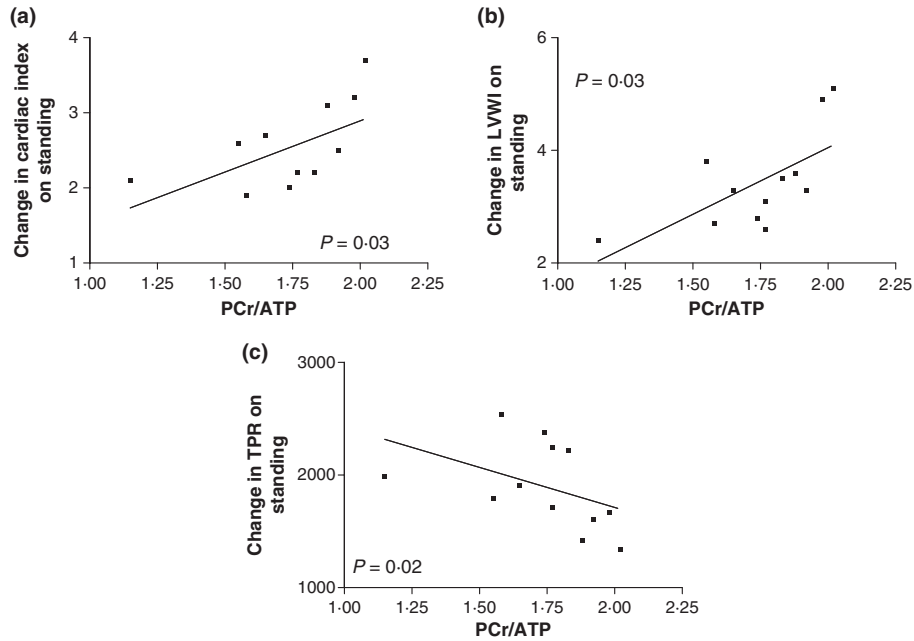 (a)
4
3
2
1
Change in cardiac index
on standing
P = 0·03
1·00 1·25 1·50 1·75 2·00 2·25
PCr/ATP
(b)
6
4
2
Change in LVWI on
standing
P = 0·03
1·00 1·25 1·50 1·75 2·00 2·25
PCr/ATP
(c)
3000
2000
1000
Change in TPR on
standing
P = 0·02
1·00 1·25 1·50 1·75 2·00 2·25
PCr/ATP